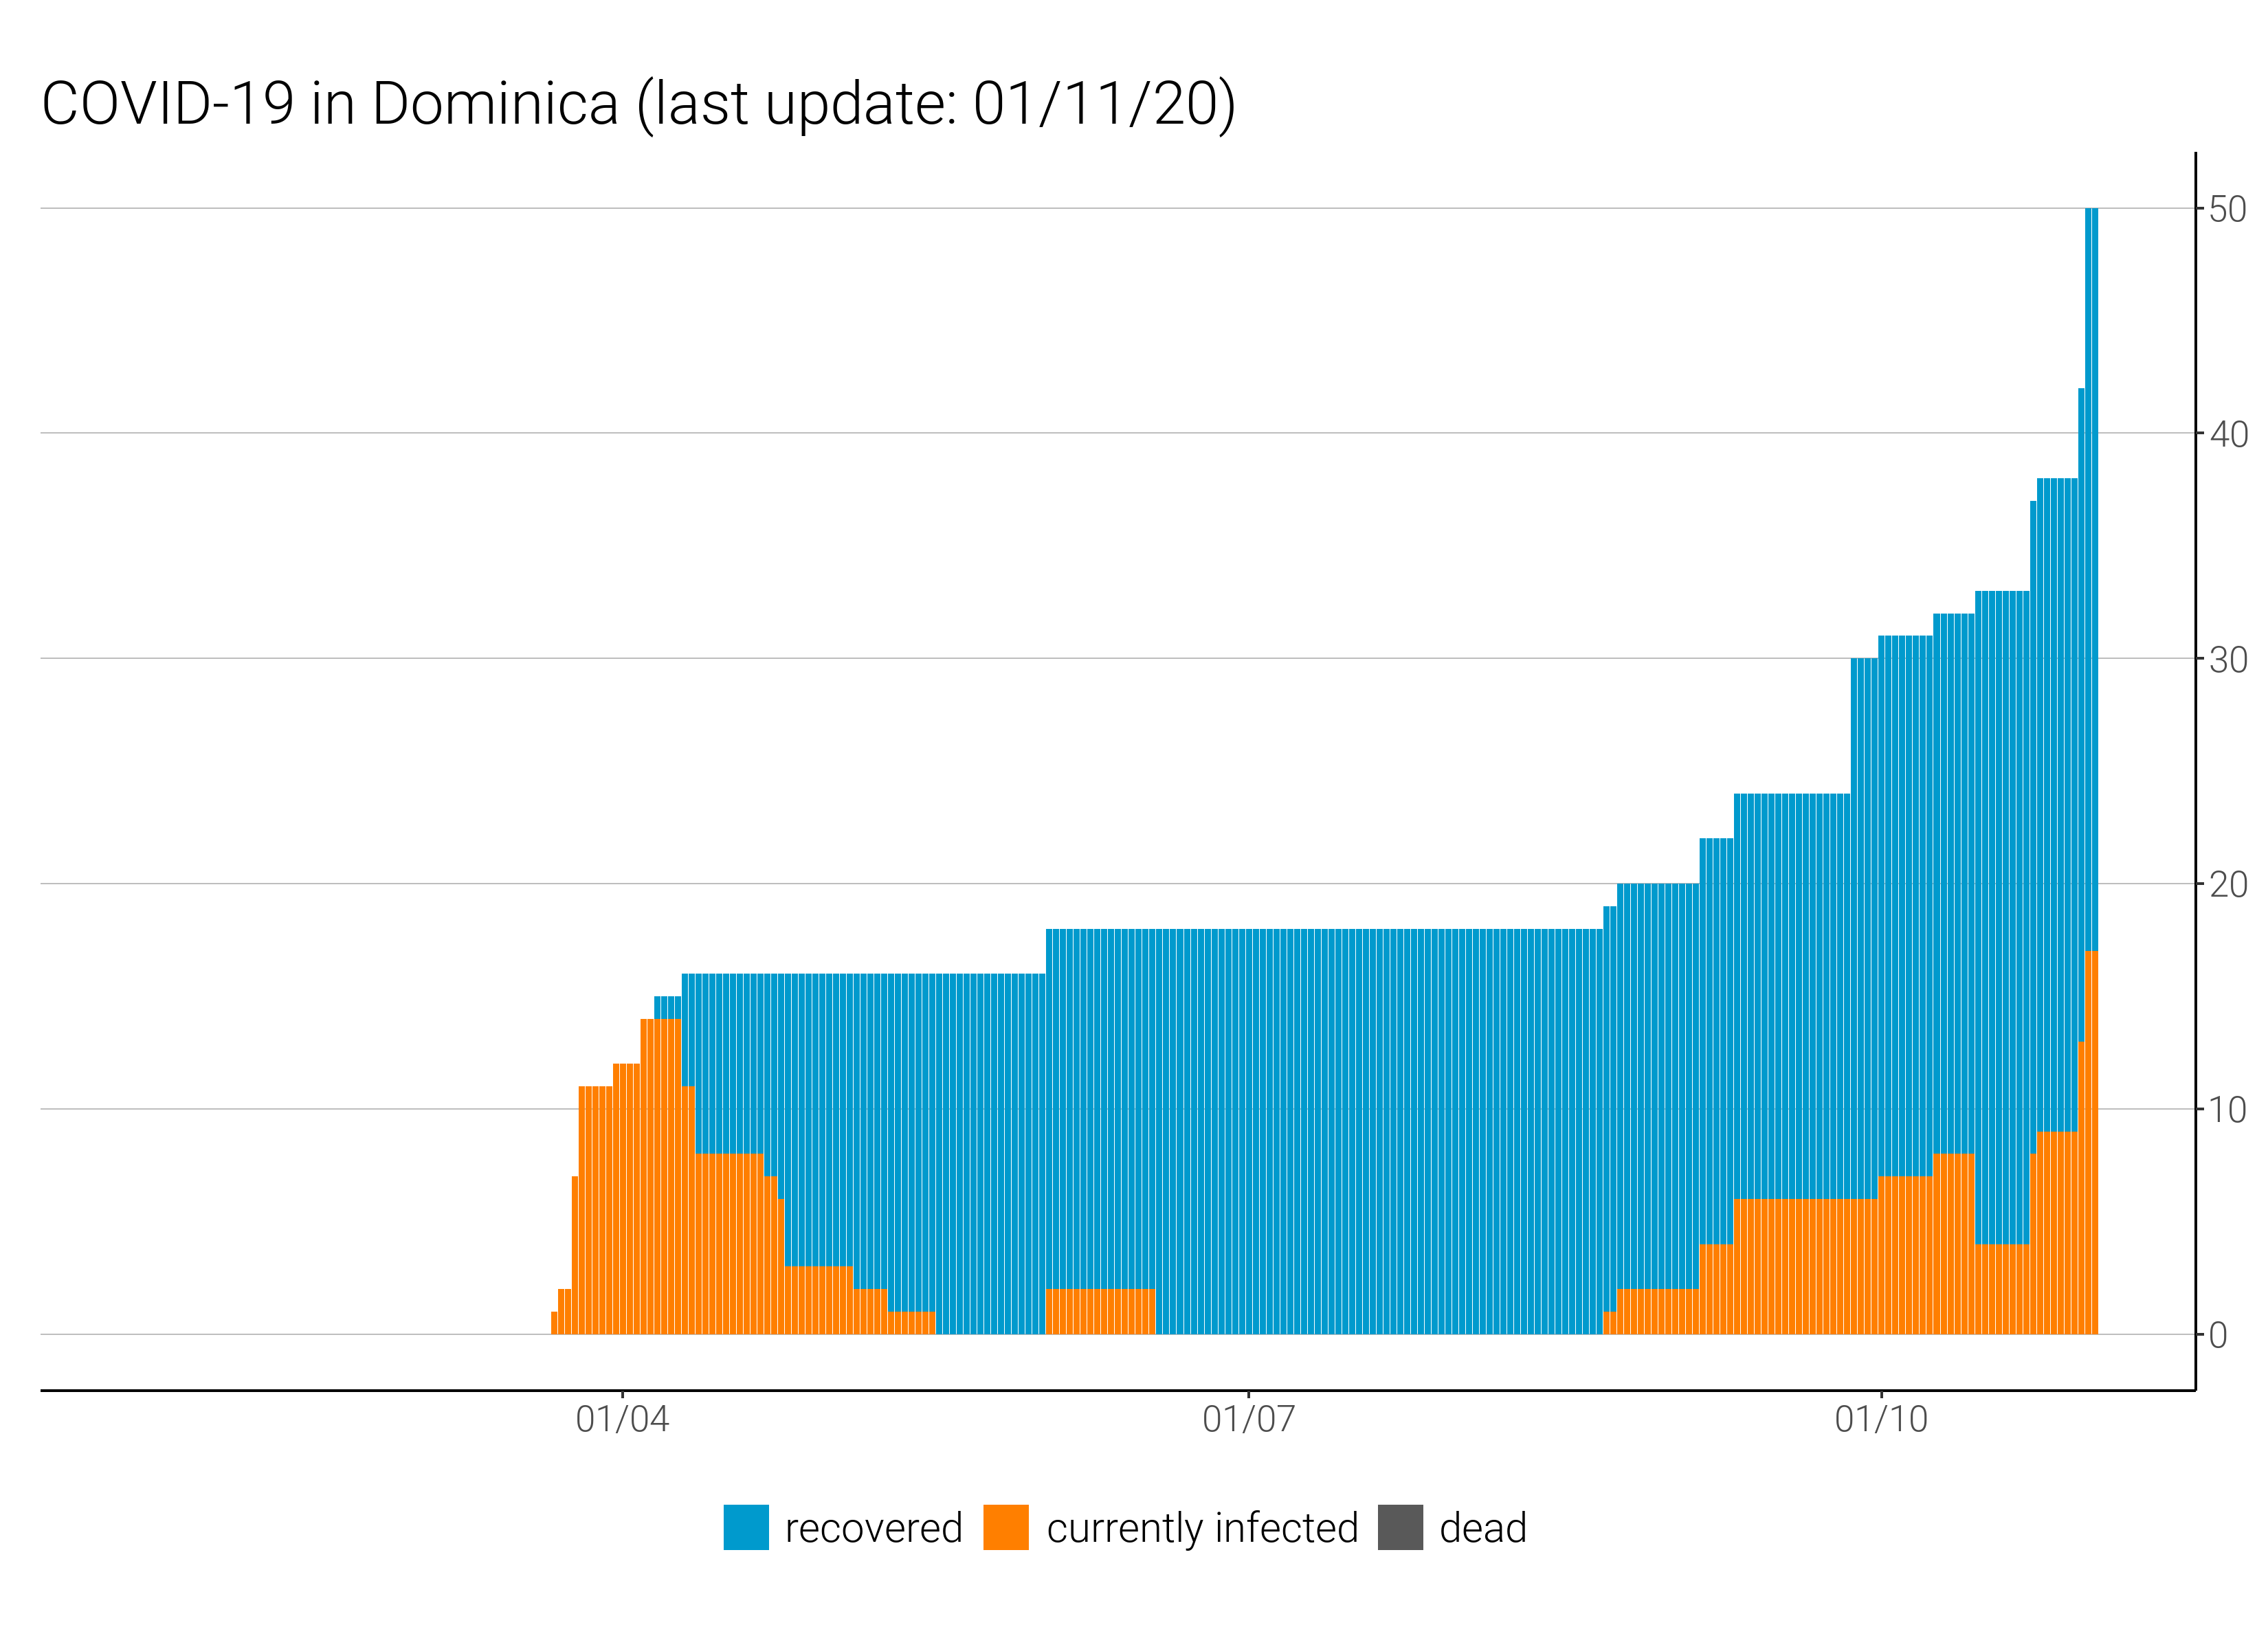 COVID-19 in Dominica (last update: 01/11/20)
50
40
30
20
10
0
01/04 01/07 01/10
recovered currently infected dead